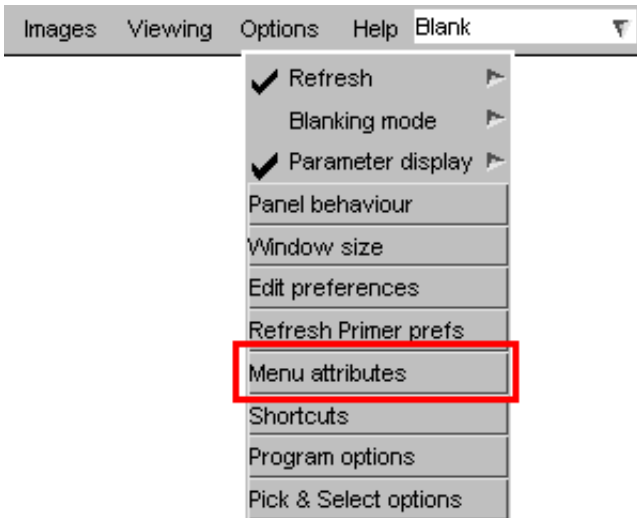 Images Viewing Options Help Blank
Refresh
Blanking mode
Parameter display
Panel behaviour
Window size
Edit preferences
Refresh Primer prefs
Menu attributes
Shortcuts
Program options
Pick & Select options